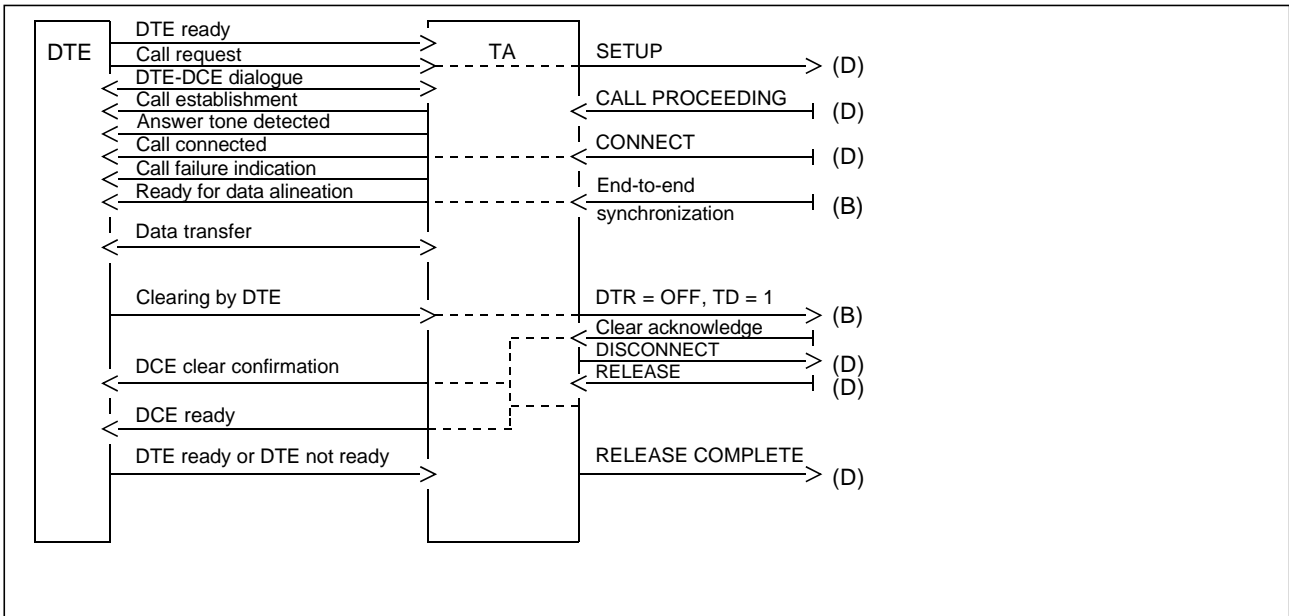 DTE ready
DTE
TA
Call request
SETUP
(D)
DTE-DCE dialogue
Call establishment
CALL PROCEEDING
(D)
Answer tone detected
Call connected
CONNECT
(D)
Call failure indication
Ready for data alineation
End-to-end
synchronization
(B)
Data transfer
Clearing by DTE
DTR = OFF, TD = 1
(B)
Clear acknowledge
DISCONNECT
(D)
DCE clear confirmation
RELEASE
(D)
DCE ready
DTE ready or DTE not ready
RELEASE COMPLETE
(D)